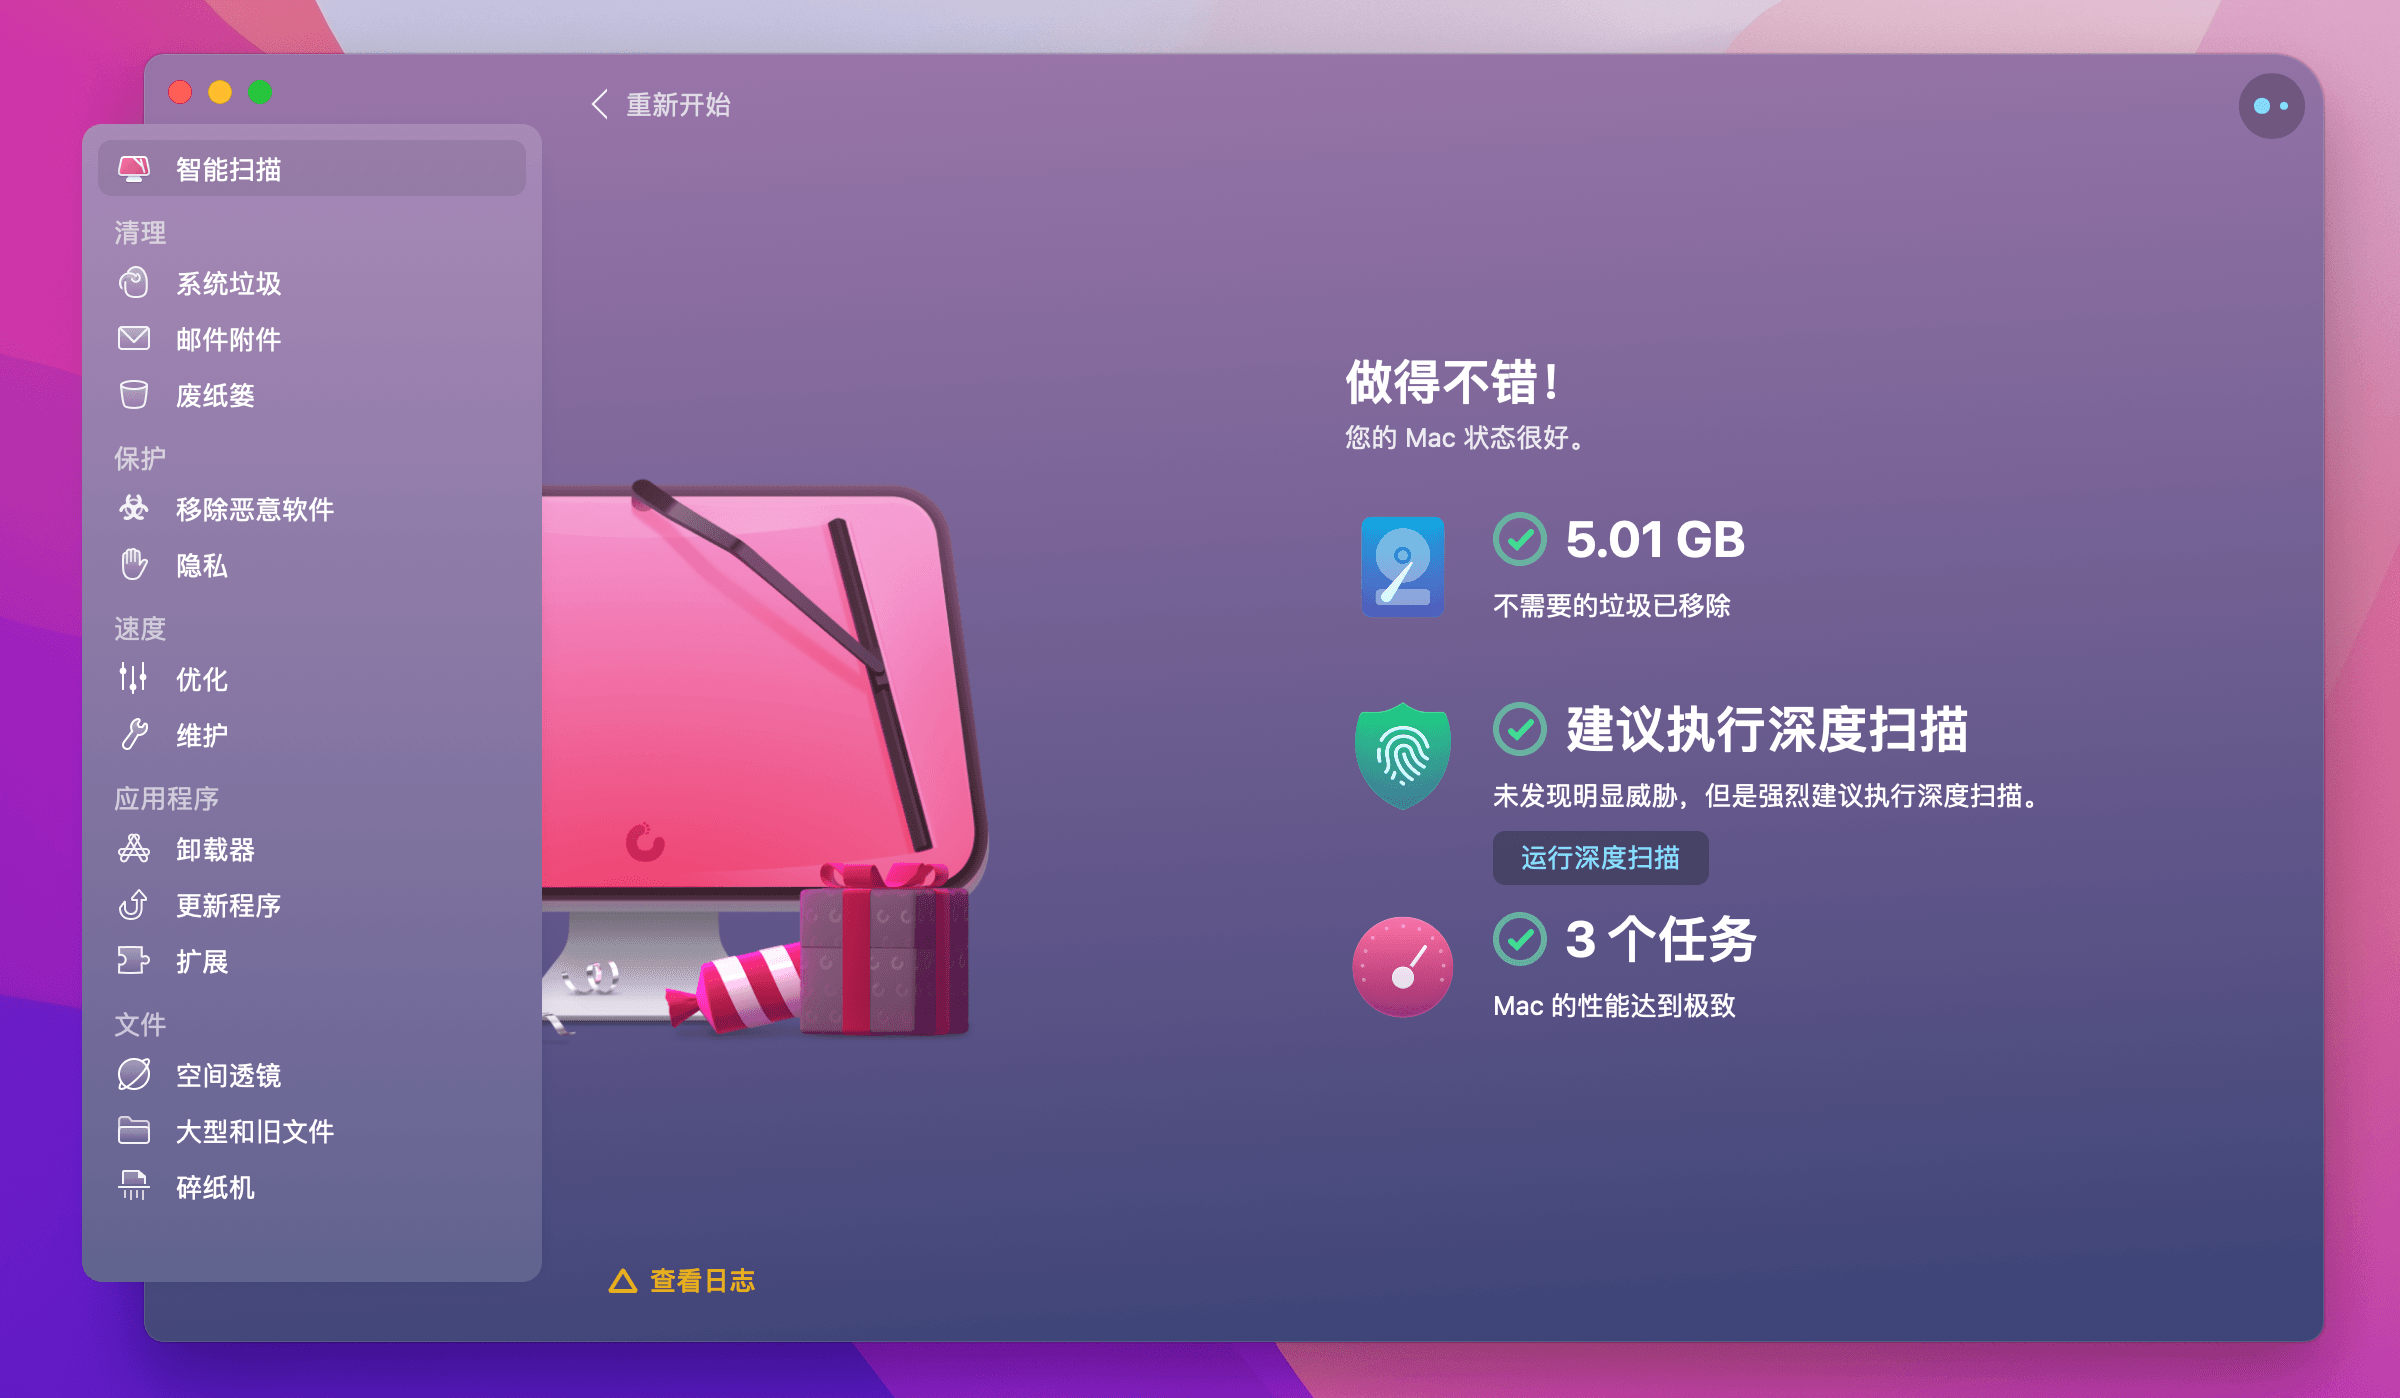 重新开始
智能扫描
清理
系统垃圾
邮件附件
废纸篓
保护
移除恶意软件
隐私
速度
优化
维护
应用程序
卸载器
更新程序
扩展
文件
空间透镜
大型和旧文件
碎纸机
做得不错！
您的 Mac 状态很好。
5.01 GB
不需要的垃圾已移除
建议执行深度扫描
未发现明显威胁，但是强烈建议执行深度扫描。
运行深度扫描
3 个任务
Mac 的性能达到极致
查看日志